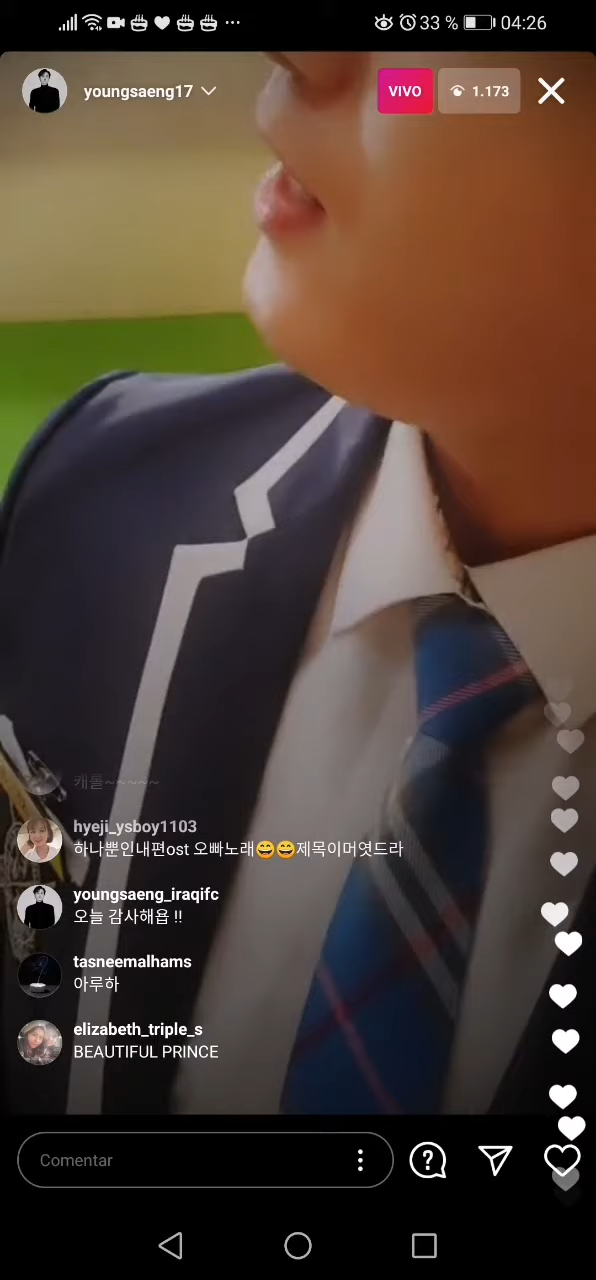 33 % 04:26
youngsaeng17 VIVO 1.173
캐롤~~~~~
hyeji_ysboy1103
하나뿐인내편ost 오빠노래😄😄제목이머엿드라
youngsaeng_iraqifc
오늘 감사해욥 !!
tasneemalhams
아루하
elizabeth_triple_s
BEAUTIFUL PRINCE
Comentar